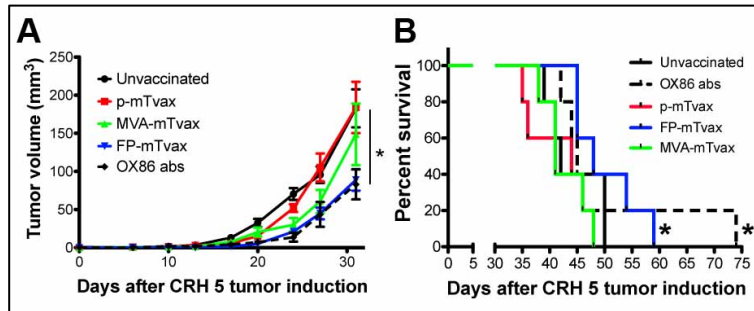 A
Tumor volume (mm³)
250
200
150
100
50
0
0
10
20
30
Unvaccinated
p-mTvax
MVA-mTvax
FP-mTvax
OX86 abs
*
Days after CRH 5 tumor induction
B
Percent survival
100
80
60
40
20
0
0
5
30
35
40
45
50
55
60
65
70
75
Unvaccinated
OX86 abs
p-mTvax
FP-mTvax
MVA-mTvax
*
*
Days after CRH 5 tumor induction